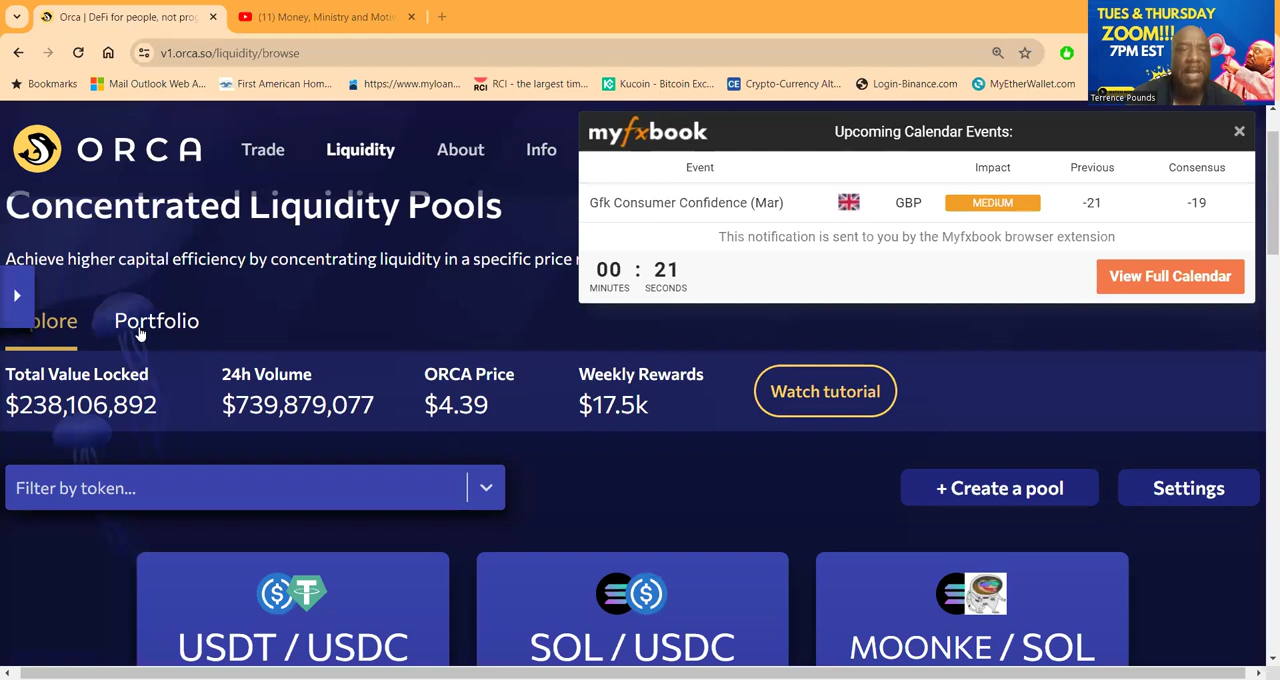 Orca | DeFi for people, not prog
(11) Money, Ministry and Moti
v1.orca.so/liquidity/browse
Bookmarks
Mail Outlook Web A...
First American Hom...
https://www.myloan...
RCI
RCI - the largest tim...
Kucoin - Bitcoin Exc...
CE
Crypto-Currency Alt...
Login-Binance.com
MyEtherWallet.com
TUES & THURSDAY
ZOOM!!!
7PM EST
Terrence Pounds
ORCA
Trade
Liquidity
About
Info
myfxbook
Upcoming Calendar Events:
Event
Impact
Previous
Consensus
Gfk Consumer Confidence (Mar)
GBP
MEDIUM
-21
-19
This notification is sent to you by the Myfxbook browser extension
00 : 21
MINUTES
SECONDS
View Full Calendar
Concentrated Liquidity Pools
Achieve higher capital efficiency by concentrating liquidity in a specific price
plore
Portfolio
Total Value Locked
24h Volume
ORCA Price
Weekly Rewards
$238,106,892
$739,879,077
$4.39
$17.5k
Watch tutorial
Filter by token...
+ Create a pool
Settings
USDT / USDC
SOL / USDC
MOONKE / SOL